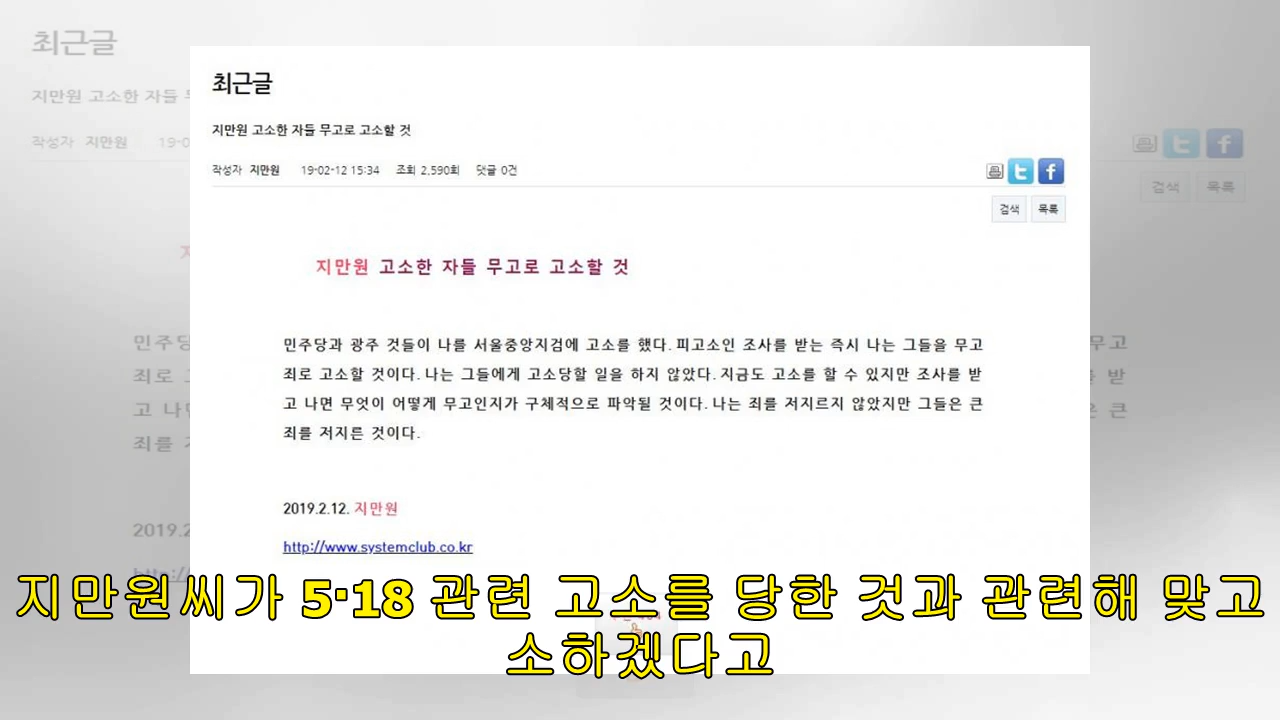 최근글
지만원 고소한 자들 무고로 고소할 것
작성자 지만원 19-02-12 15:34 조회 2,590회 댓글 0건
검색 목록
지만원 고소한 자들 무고로 고소할 것
민주당과 광주 것들이 나를 서울중앙지검에 고소를 했다. 피고소인 조사를 받는 즉시 나는 그들을 무고
죄로 고소할 것이다. 나는 그들에게 고소당할 일을 하지 않았다. 지금도 고소를 할 수 있지만 조사를 받
고 나면 무엇이 어떻게 무고인지가 구체적으로 파악될 것이다. 나는 죄를 저지르지 않았지만 그들은 큰
죄를 저지른 것이다.
2019.2.12. 지만원
http://www.systemclub.co.kr
지만원씨가 5·18 관련 고소를 당한 것과 관련해 맞고
소하겠다고